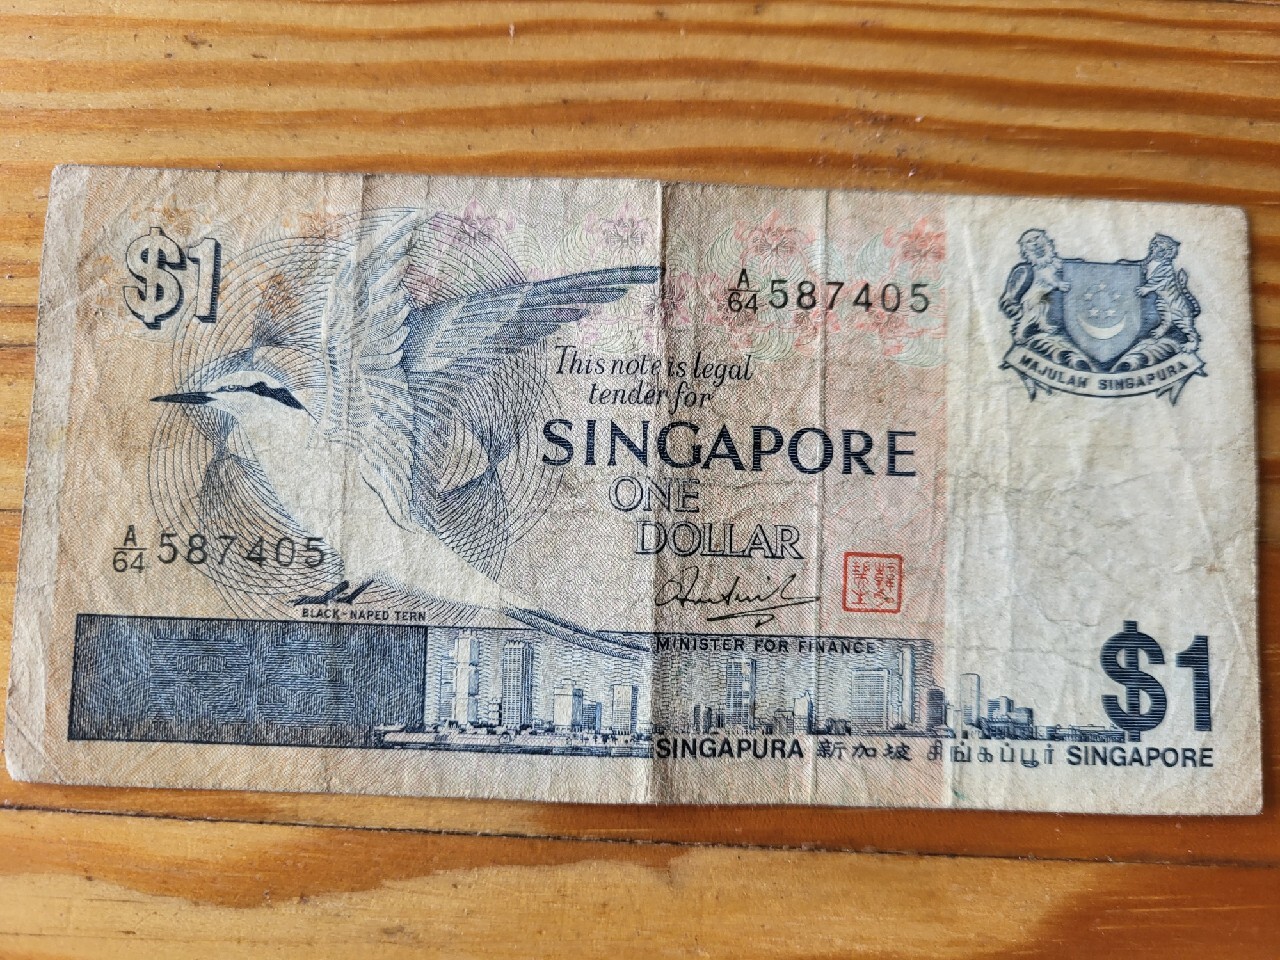 $1
A/64 587405
MAJULAH SINGAPURA
This note is legal
tender for
SINGAPORE
ONE
DOLLAR
A/64 587405
BLACK-NAPED TERN
MINISTER FOR FINANCE
$1
SINGAPURA 新加坡 சிங்கப்பூர் SINGAPORE